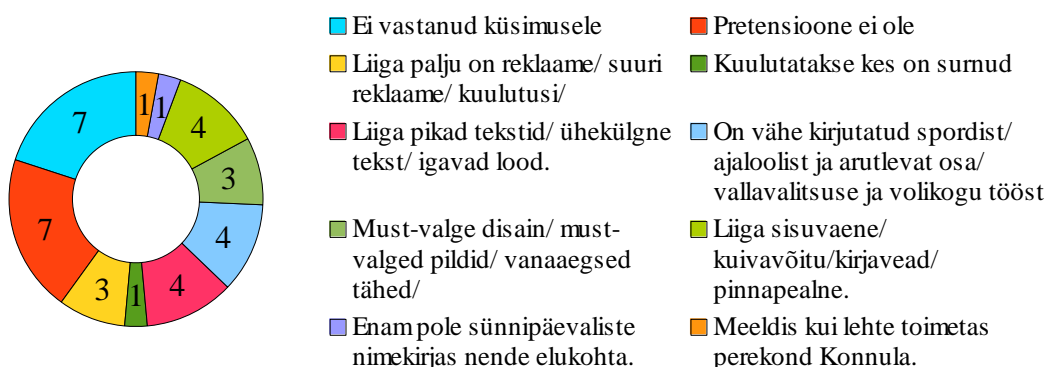 Ei vastanud küsimusele
Pretensioone ei ole
Liiga palju on reklaame/ suuri
reklaame/ kuulutusi/
Kuulutatakse kes on surnud
Liiga pikad tekstid/ ühekülgne
tekst/ igavad lood.
On vähe kirjutatud spordist/
ajaloolist ja arutlevat osa/
vallavalitsuse ja volikogu tööst
Must-valge disain/ must-
valged pildid/ vanaaegsed
tähed/
Liiga sisuvaene/
kuivavõitu/kirjavead/
pinnapealne.
Enam pole sünnipäevaliste
nimekirjas nende elukohta.
Meeldis kui lehte toimetas
perekond Konnula.
7
1
1
4
3
4
4
1
3
7